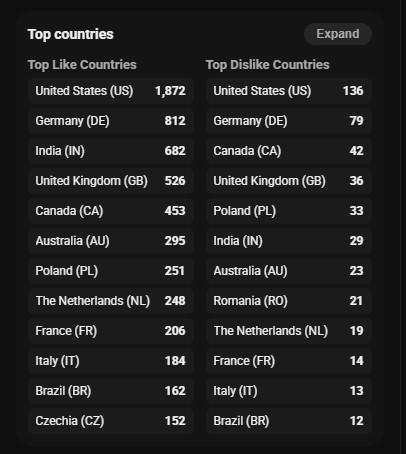 Top countries Expand
Top Like Countries Top Dislike Countries
United States (US) 1,872 United States (US) 136
Germany (DE) 812 Germany (DE) 79
India (IN) 682 Canada (CA) 42
United Kingdom (GB) 526 United Kingdom (GB) 36
Canada (CA) 453 Poland (PL) 33
Australia (AU) 295 India (IN) 29
Poland (PL) 251 Australia (AU) 23
The Netherlands (NL) 248 Romania (RO) 21
France (FR) 206 The Netherlands (NL) 19
Italy (IT) 184 France (FR) 14
Brazil (BR) 162 Italy (IT) 13
Czechia (CZ) 152 Brazil (BR) 12